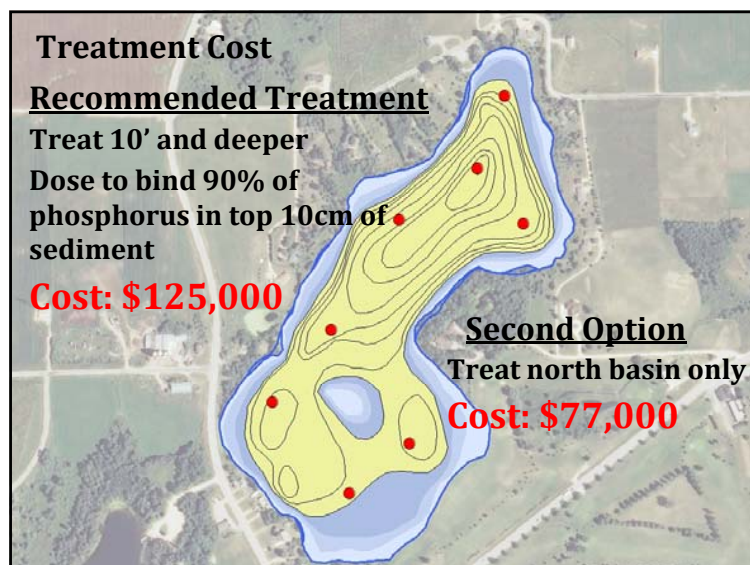 Treatment Cost
Recommended Treatment
Treat 10’ and deeper
Dose to bind 90% of
phosphorus in top 10cm of
sediment
Cost: $125,000
Second Option
Treat north basin only
Cost: $77,000